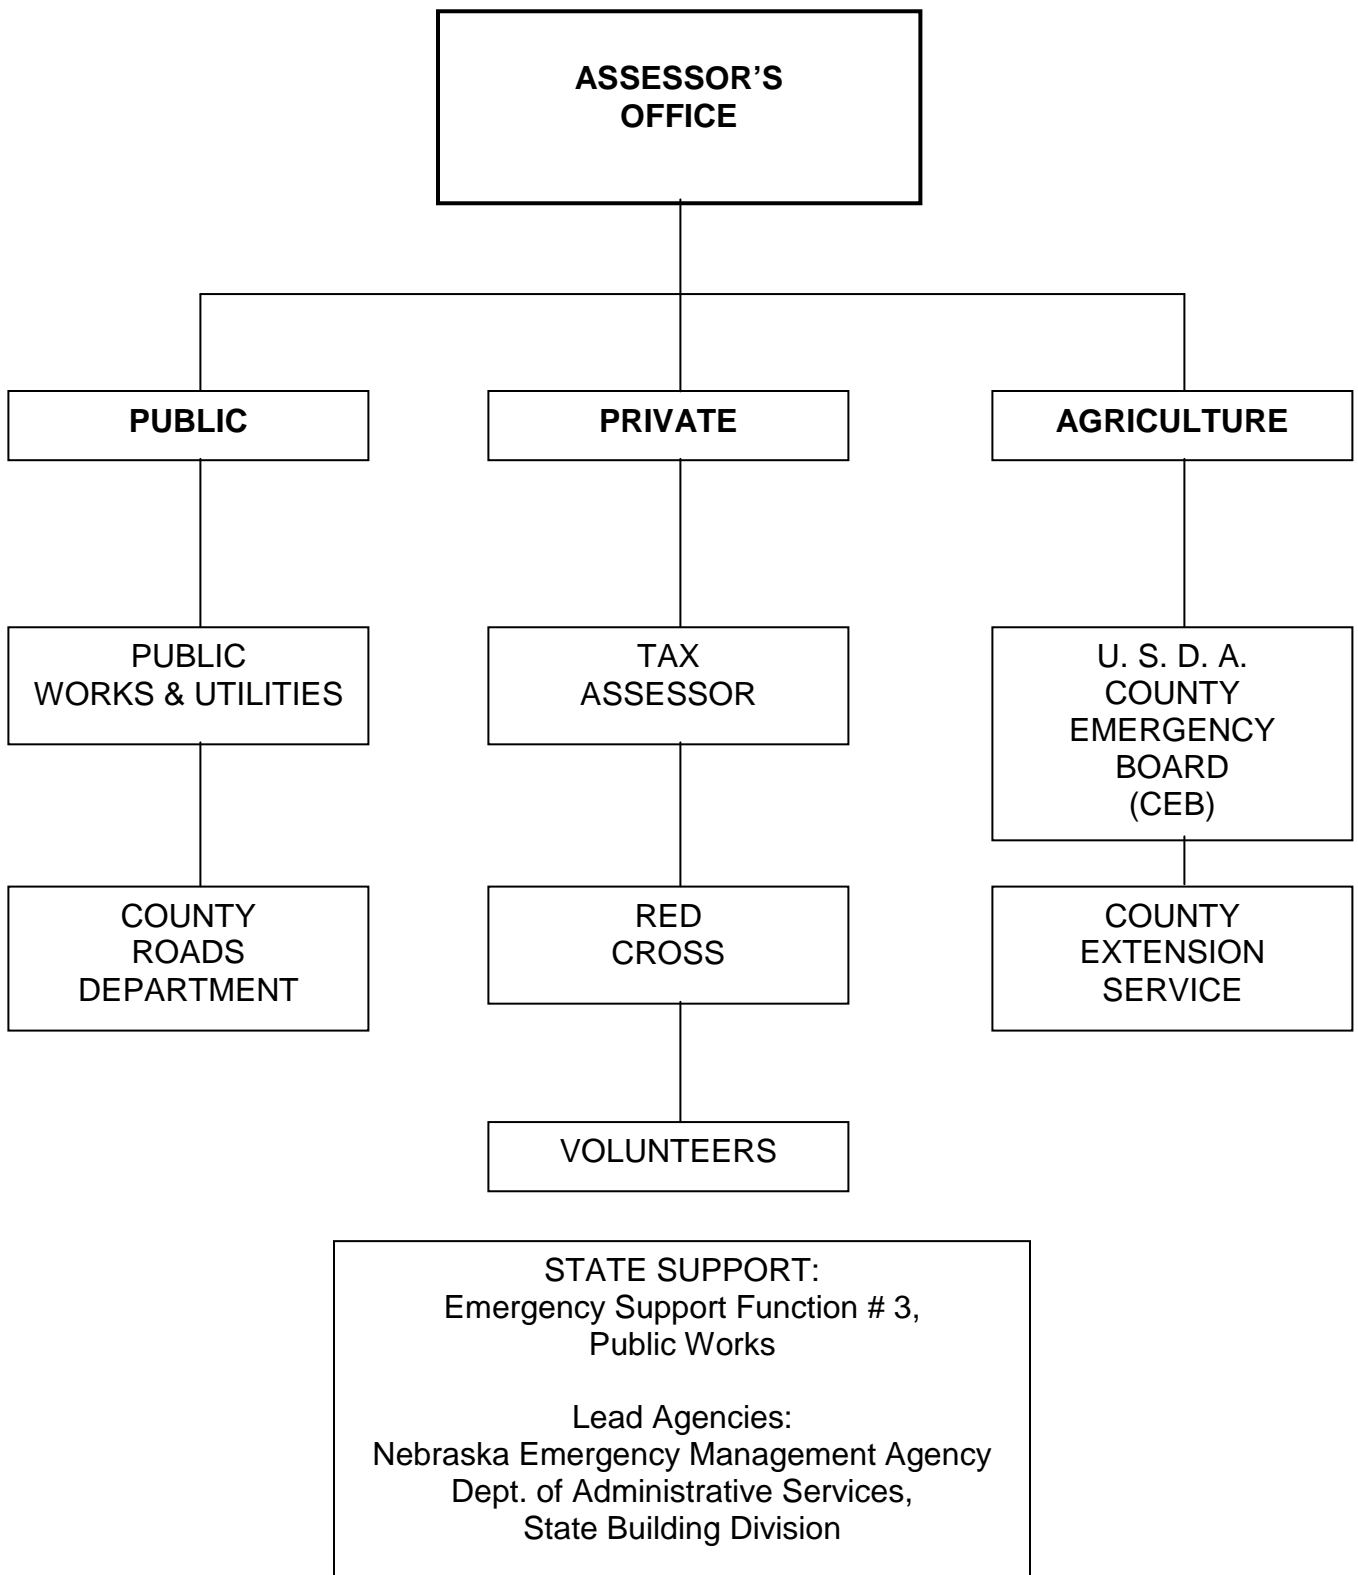 ASSESSOR’S
OFFICE
PUBLIC
PRIVATE
AGRICULTURE
PUBLIC
WORKS & UTILITIES
TAX
ASSESSOR
U. S. D. A.
COUNTY
EMERGENCY
BOARD
(CEB)
COUNTY
ROADS
DEPARTMENT
RED
CROSS
COUNTY
EXTENSION
SERVICE
VOLUNTEERS
STATE SUPPORT:
Emergency Support Function # 3,
Public Works
Lead Agencies:
Nebraska Emergency Management Agency
Dept. of Administrative Services,
State Building Division